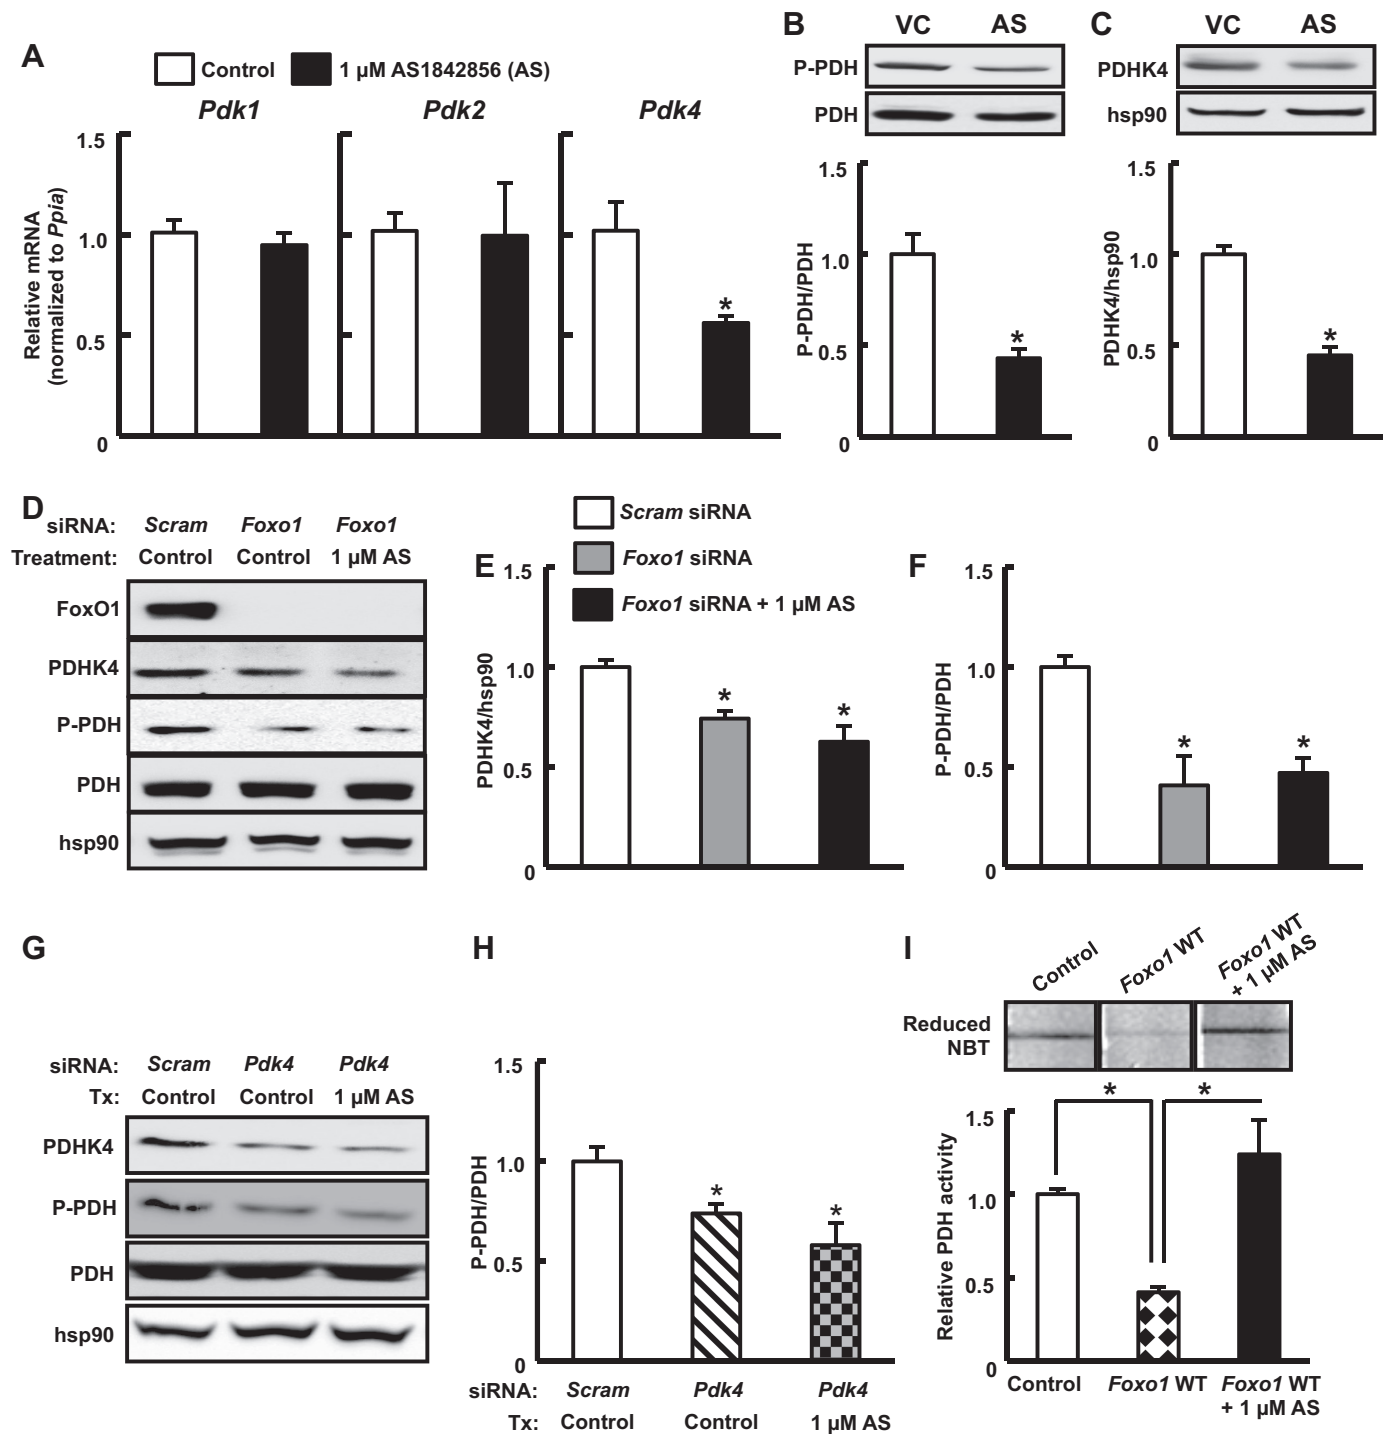 A
Control 1 µM AS1842856 (AS)
Pdk1 Pdk2 Pdk4
Relative mRNA
(normalized to Ppia)
1.5
1.0
0.5
0
*
B
VC AS
P-PDH
PDH
P-PDH/PDH
1.5
1.0
0.5
0
*
C
VC AS
PDHK4
hsp90
PDHK4/hsp90
1.5
1.0
0.5
0
*
D
siRNA: Scram Foxo1 Foxo1
Treatment: Control Control 1 µM AS
FoxO1
PDHK4
P-PDH
PDH
hsp90
Scram siRNA
Foxo1 siRNA
Foxo1 siRNA + 1 µM AS
E
PDHK4/hsp90
1.5
1.0
0.5
0
* *
F
P-PDH/PDH
1.5
1.0
0.5
0
* *
G
siRNA: Scram Pdk4 Pdk4
Tx: Control Control 1 µM AS
PDHK4
P-PDH
PDH
hsp90
H
P-PDH/PDH
1.5
1.0
0.5
0
* *
siRNA: Scram Pdk4 Pdk4
Tx: Control Control 1 µM AS
I
Control Foxo1 WT Foxo1 WT
+ 1 µM AS
Reduced
NBT
* *
Relative PDH activity
1.5
1.0
0.5
0
Control Foxo1 WT Foxo1 WT
+ 1 µM AS